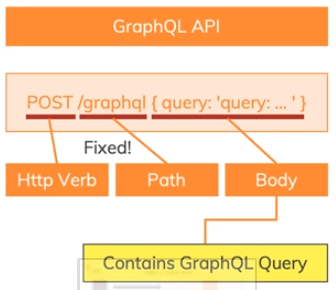 GraphQL API
POST /graphql { query: 'query: ... ' }
Fixed!
Http Verb
Path
Body
Contains GraphQL Query